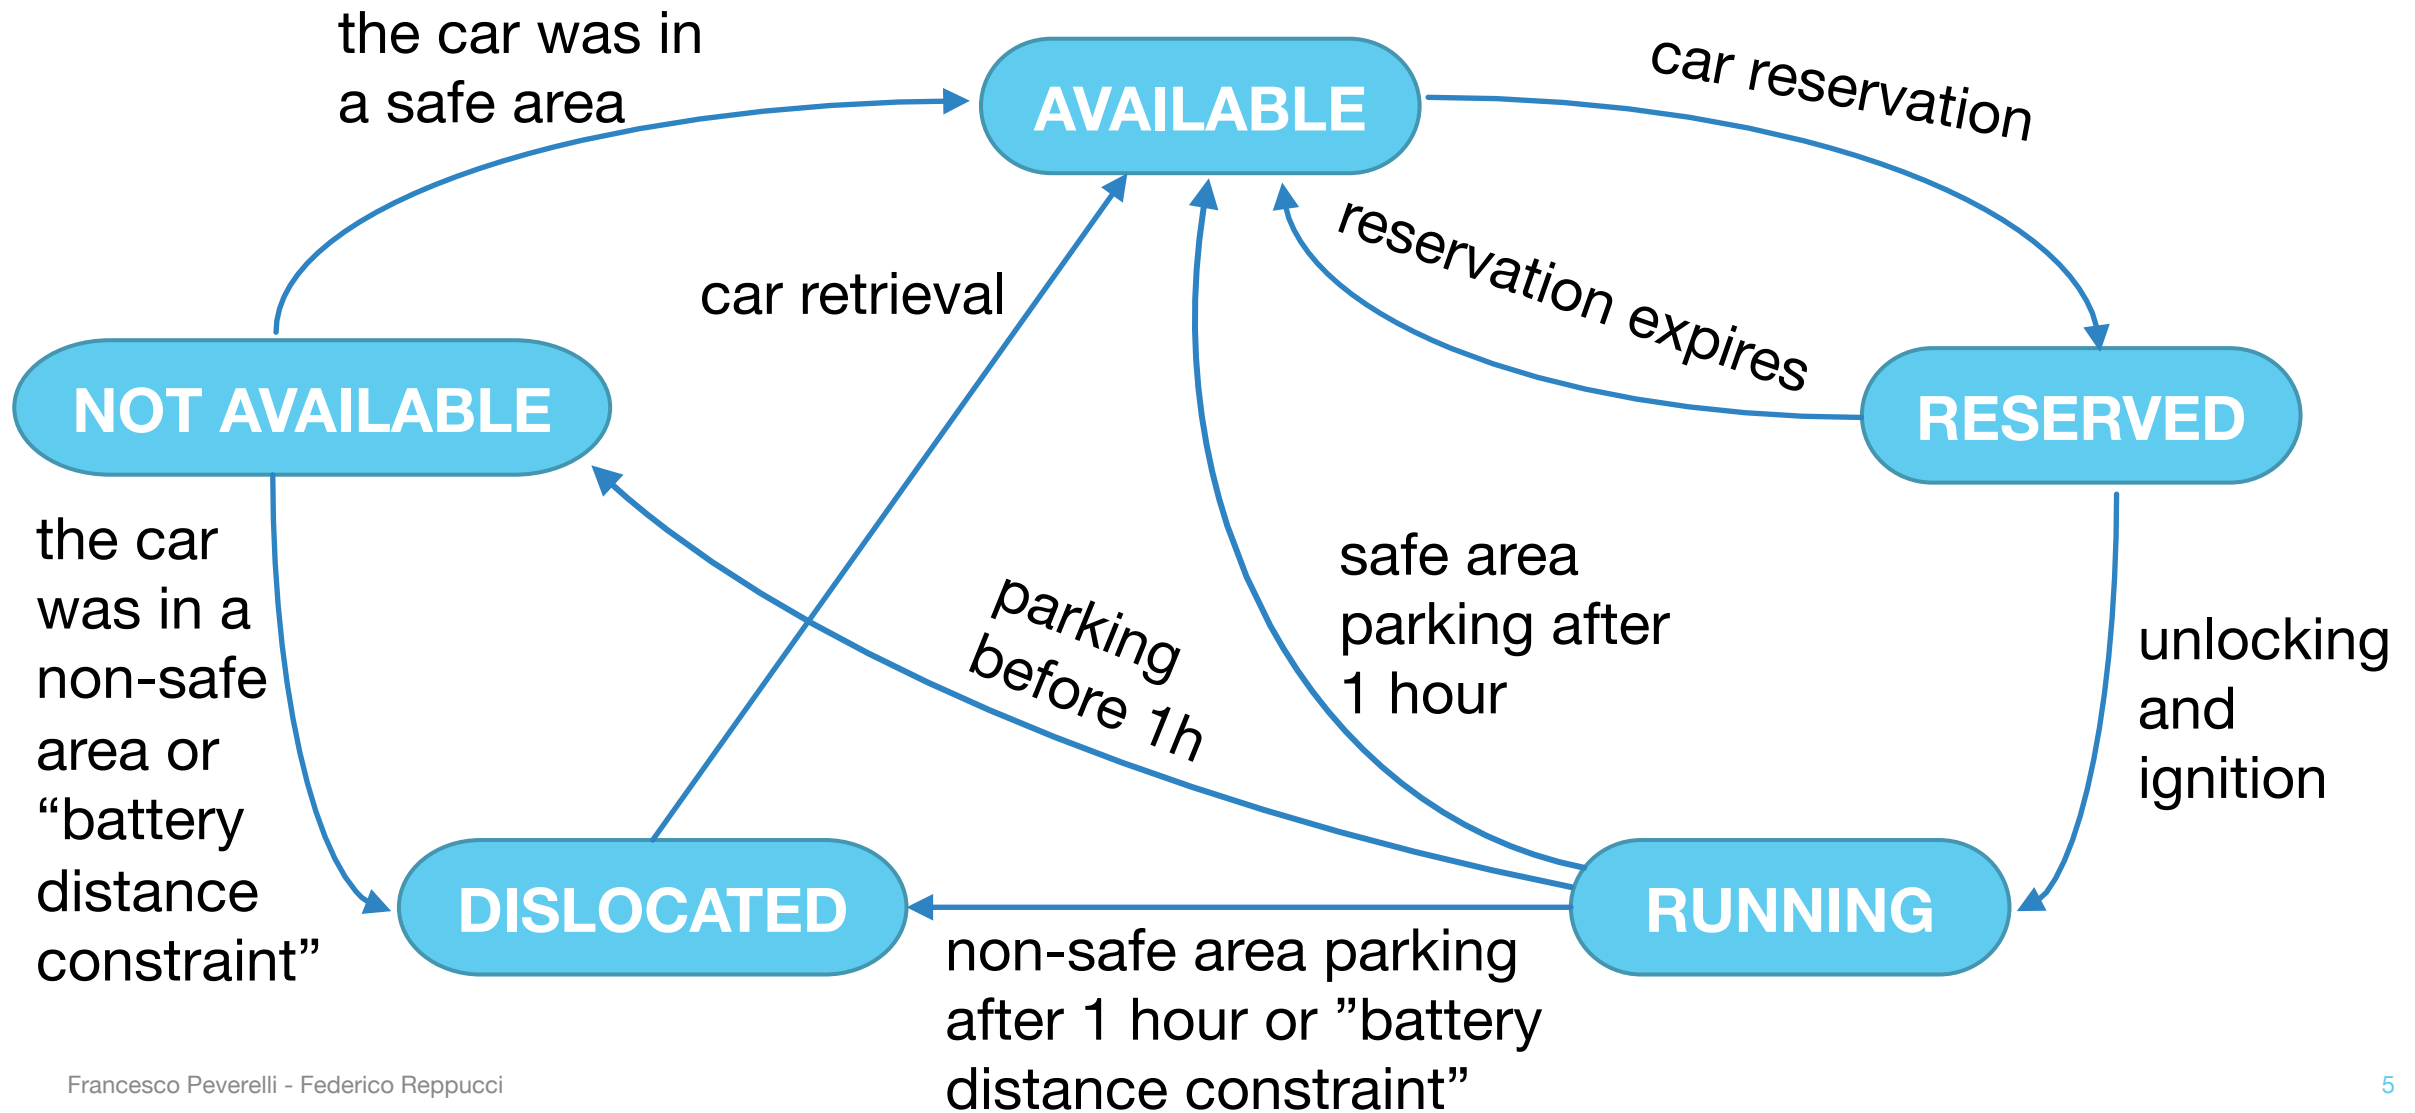 the car was in
a safe area
AVAILABLE
car reservation
reservation expires
car retrieval
NOT AVAILABLE
RESERVED
the car
was in a
non-safe
area or
“battery
distance
constraint”
parking
before 1h
safe area
parking after
1 hour
unlocking
and
ignition
DISLOCATED
RUNNING
non-safe area parking
after 1 hour or ”battery
distance constraint”
Francesco Peverelli - Federico Reppucci
5